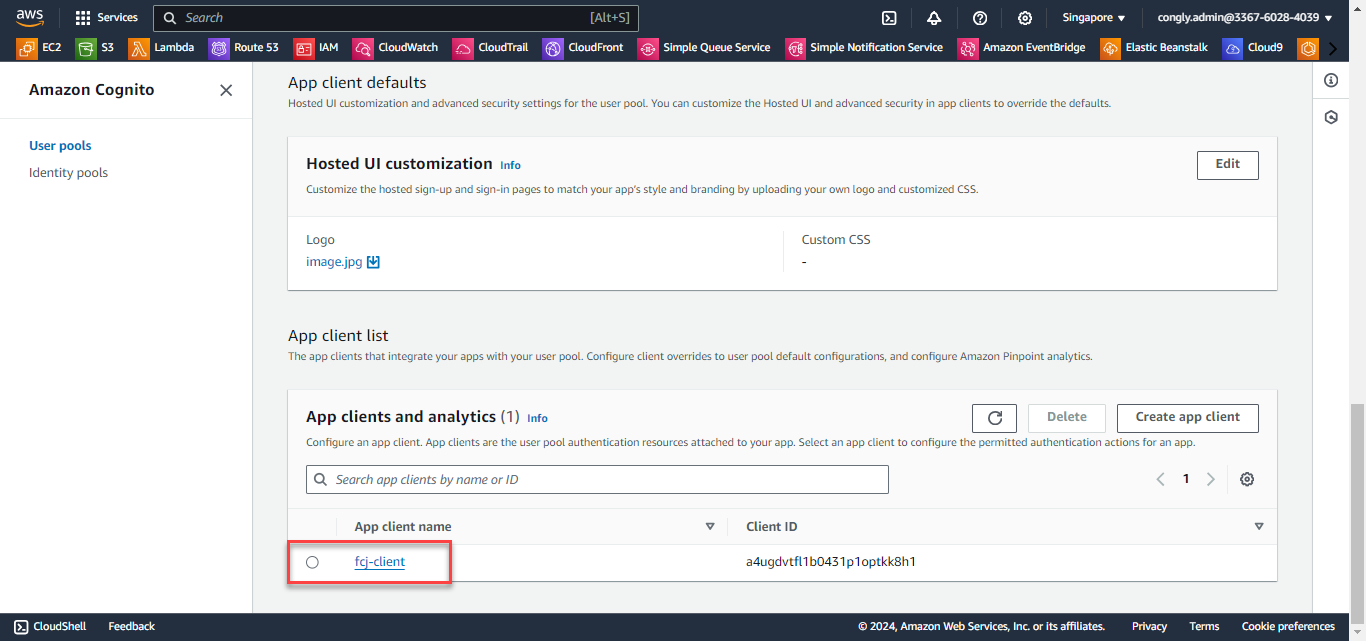 aws Services Search [Alt+S] Singapore congly.admin@3367-6028-4039
EC2 S3 Lambda Route 53 IAM CloudWatch CloudTrail CloudFront Simple Queue Service Simple Notification Service Amazon EventBridge Elastic Beanstalk Cloud9
Amazon Cognito
User pools
Identity pools
App client defaults
Hosted UI customization and advanced security settings for the user pool. You can customize the Hosted UI and advanced security in app clients to override the defaults.
Hosted UI customization Info Edit
Customize the hosted sign-up and sign-in pages to match your app's style and branding by uploading your own logo and customized CSS.
Logo Custom CSS
image.jpg -
App client list
The app clients that integrate your apps with your user pool. Configure client overrides to user pool default configurations, and configure Amazon Pinpoint analytics.
App clients and analytics (1) Info Delete Create app client
Configure an app client. App clients are the user pool authentication resources attached to your app. Select an app client to configure the permitted authentication actions for an app.
Search app clients by name or ID 1
App client name Client ID
fcj-client a4ugdvtfl1b0431p1optkk8h1
CloudShell Feedback © 2024, Amazon Web Services, Inc. or its affiliates. Privacy Terms Cookie preferences